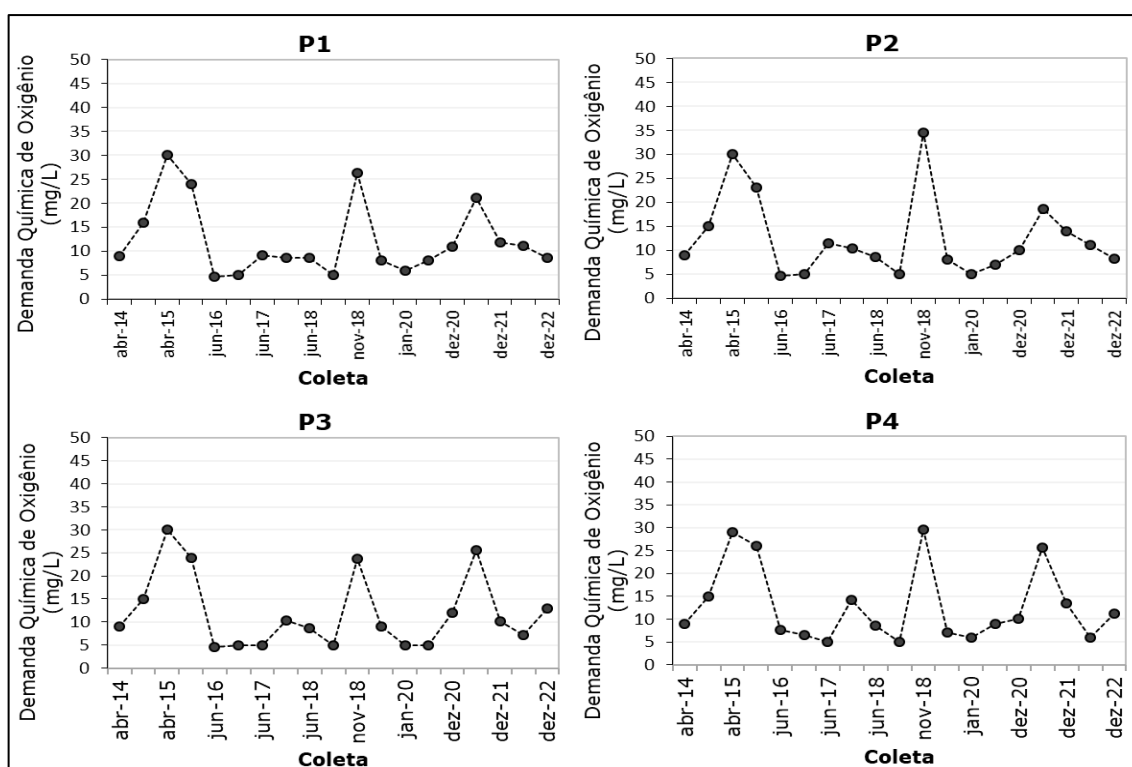 P1
Demanda Química de Oxigênio
(mg/L)
50
45
40
35
30
25
20
15
10
5
0
abr-14
abr-15
jun-16
jun-17
jun-18
nov-18
jan-20
dez-20
dez-21
dez-22
Coleta
P2
Demanda Química de Oxigênio
(mg/L)
50
45
40
35
30
25
20
15
10
5
0
abr-14
abr-15
jun-16
jun-17
jun-18
nov-18
jan-20
dez-20
dez-21
dez-22
Coleta
P3
Demanda Química de Oxigênio
(mg/L)
50
45
40
35
30
25
20
15
10
5
0
abr-14
abr-15
jun-16
jun-17
jun-18
nov-18
jan-20
dez-20
dez-21
dez-22
Coleta
P4
Demanda Química de Oxigênio
(mg/L)
50
45
40
35
30
25
20
15
10
5
0
abr-14
abr-15
jun-16
jun-17
jun-18
nov-18
jan-20
dez-20
dez-21
dez-22
Coleta